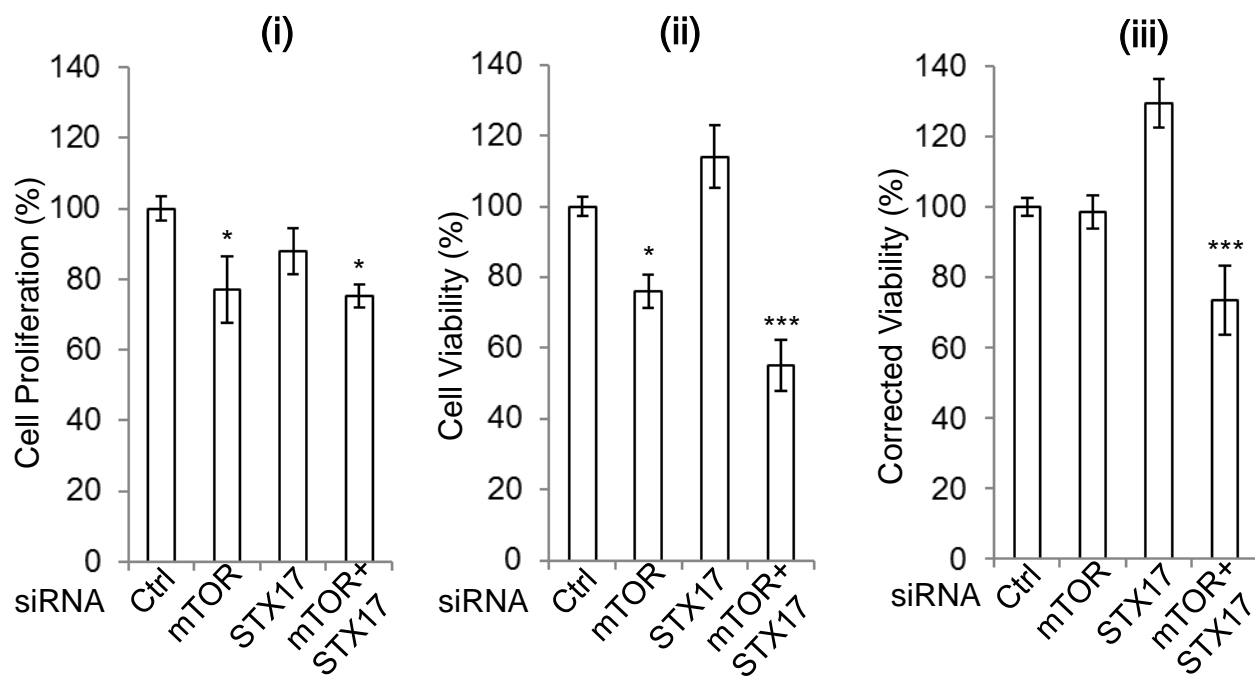 (i)
Cell Proliferation (%)
140
120
100
80
60
40
20
0
*
*
siRNA
Ctrl
mTOR
STX17
mTOR+
STX17
(ii)
Cell Viability (%)
140
120
100
80
60
40
20
0
*
***
siRNA
Ctrl
mTOR
STX17
mTOR+
STX17
(iii)
Corrected Viability (%)
140
120
100
80
60
40
20
0
***
siRNA
Ctrl
mTOR
STX17
mTOR+
STX17